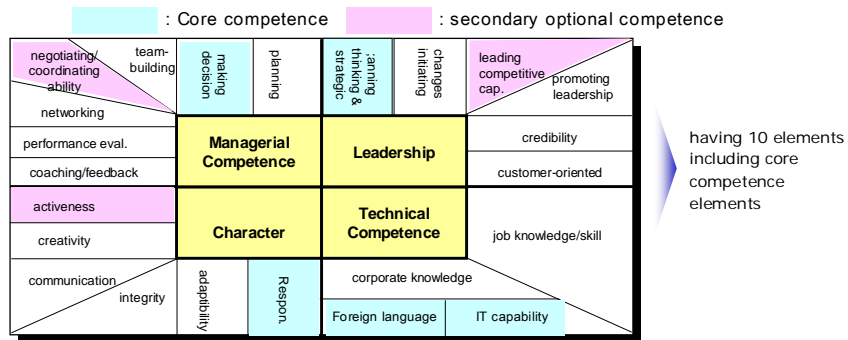 : Core competence
: secondary optional competence
negotiating/
coordinating
ability
team-
building
making
decision
planning
;anning
thinking &
strategic
changes
initiating
leading
competitive
cap.
promoting
leadership
networking
performance eval.
coaching/feedback
Managerial
Competence
Leadership
credibility
customer-oriented
having 10 elements
including core
competence
elements
activeness
creativity
Character
Technical
Competence
job knowledge/skill
communication
integrity
adaptibility
Respon.
corporate knowledge
Foreign language
IT capability